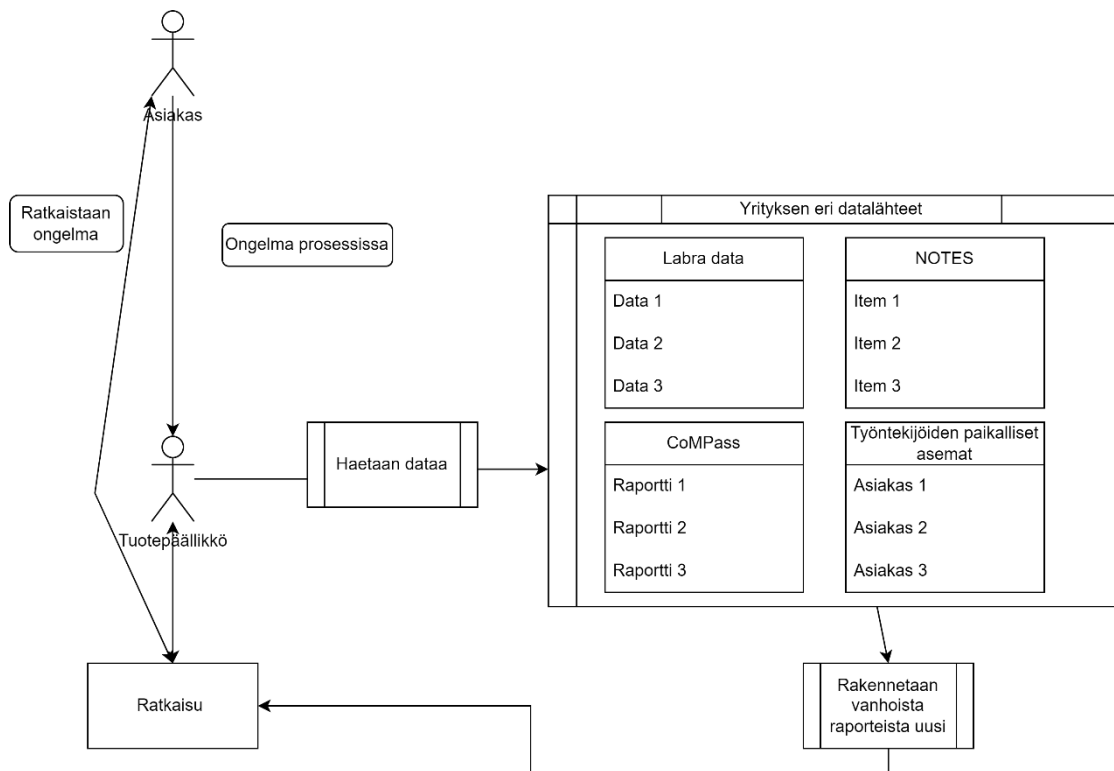 Asiakas
Ratkaistaan
ongelma
Ongelma prosessissa
Yrityksen eri datalähteet
Labra data
Data 1
Data 2
Data 3
NOTES
Item 1
Item 2
Item 3
CoMPass
Raportti 1
Raportti 2
Raportti 3
Työntekijöiden paikalliset
asemat
Asiakas 1
Asiakas 2
Asiakas 3
Haetaan dataa
Tuotepäällikkö
Ratkaisu
Rakennetaan
vanhoista
raporteista uusi